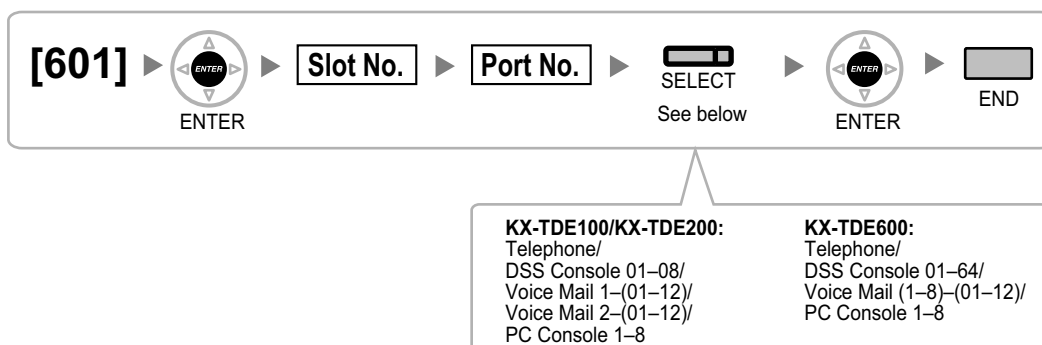 [601]
ENTER
ENTER
Slot No.
Port No.
SELECT
See below
ENTER
ENTER
END
KX-TDE100/KX-TDE200:
Telephone/
DSS Console 01–08/
Voice Mail 1–(01–12)/
Voice Mail 2–(01–12)/
PC Console 1–8
KX-TDE600:
Telephone/
DSS Console 01–64/
Voice Mail (1–8)–(01–12)/
PC Console 1–8